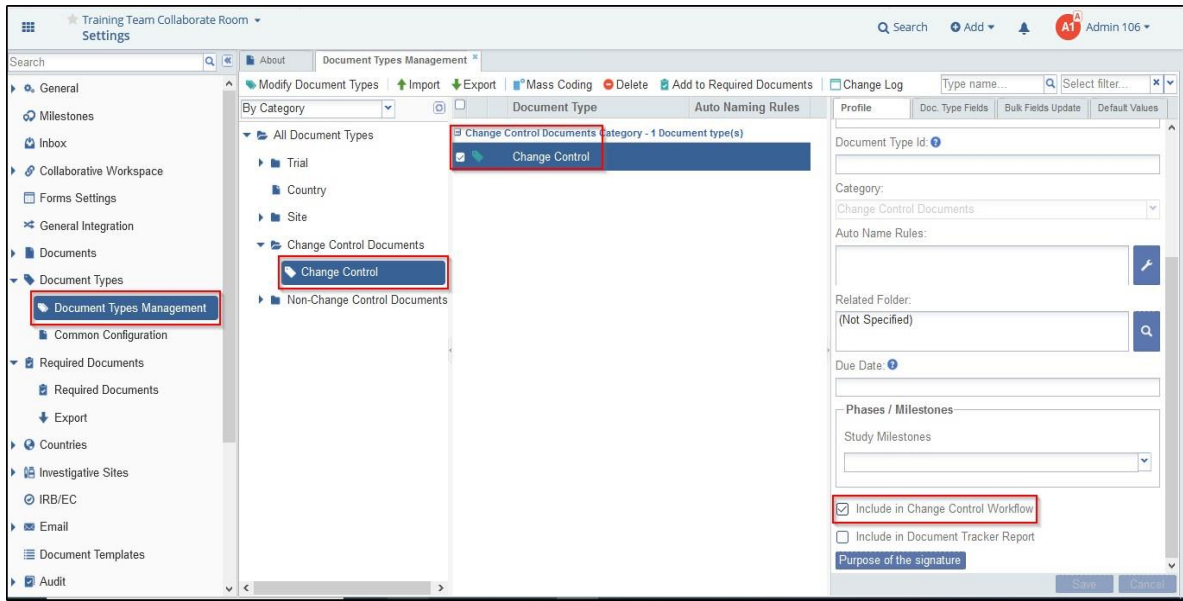 Training Team Collaborate Room
Settings
Search
Add
A
A1
Admin 106
Search
About
Document Types Management
General
Milestones
Inbox
Collaborative Workspace
Forms Settings
General Integration
Documents
Document Types
Document Types Management
Common Configuration
Required Documents
Required Documents
Export
Countries
Investigative Sites
IRB/EC
Email
Document Templates
Audit
Modify Document Types
Import
Export
Mass Coding
Delete
Add to Required Documents
Change Log
Type name...
Select filter...
By Category
All Document Types
Trial
Country
Site
Change Control Documents
Change Control
Non-Change Control Documents
Document Type
Auto Naming Rules
Change Control Documents Category - 1 Document type(s)
Change Control
Profile
Doc. Type Fields
Bulk Fields Update
Default Values
Document Type Id:
Category:
Change Control Documents
Auto Name Rules:
Related Folder:
(Not Specified)
Due Date:
Phases / Milestones
Study Milestones
Include in Change Control Workflow
Include in Document Tracker Report
Purpose of the signature
Save
Cancel